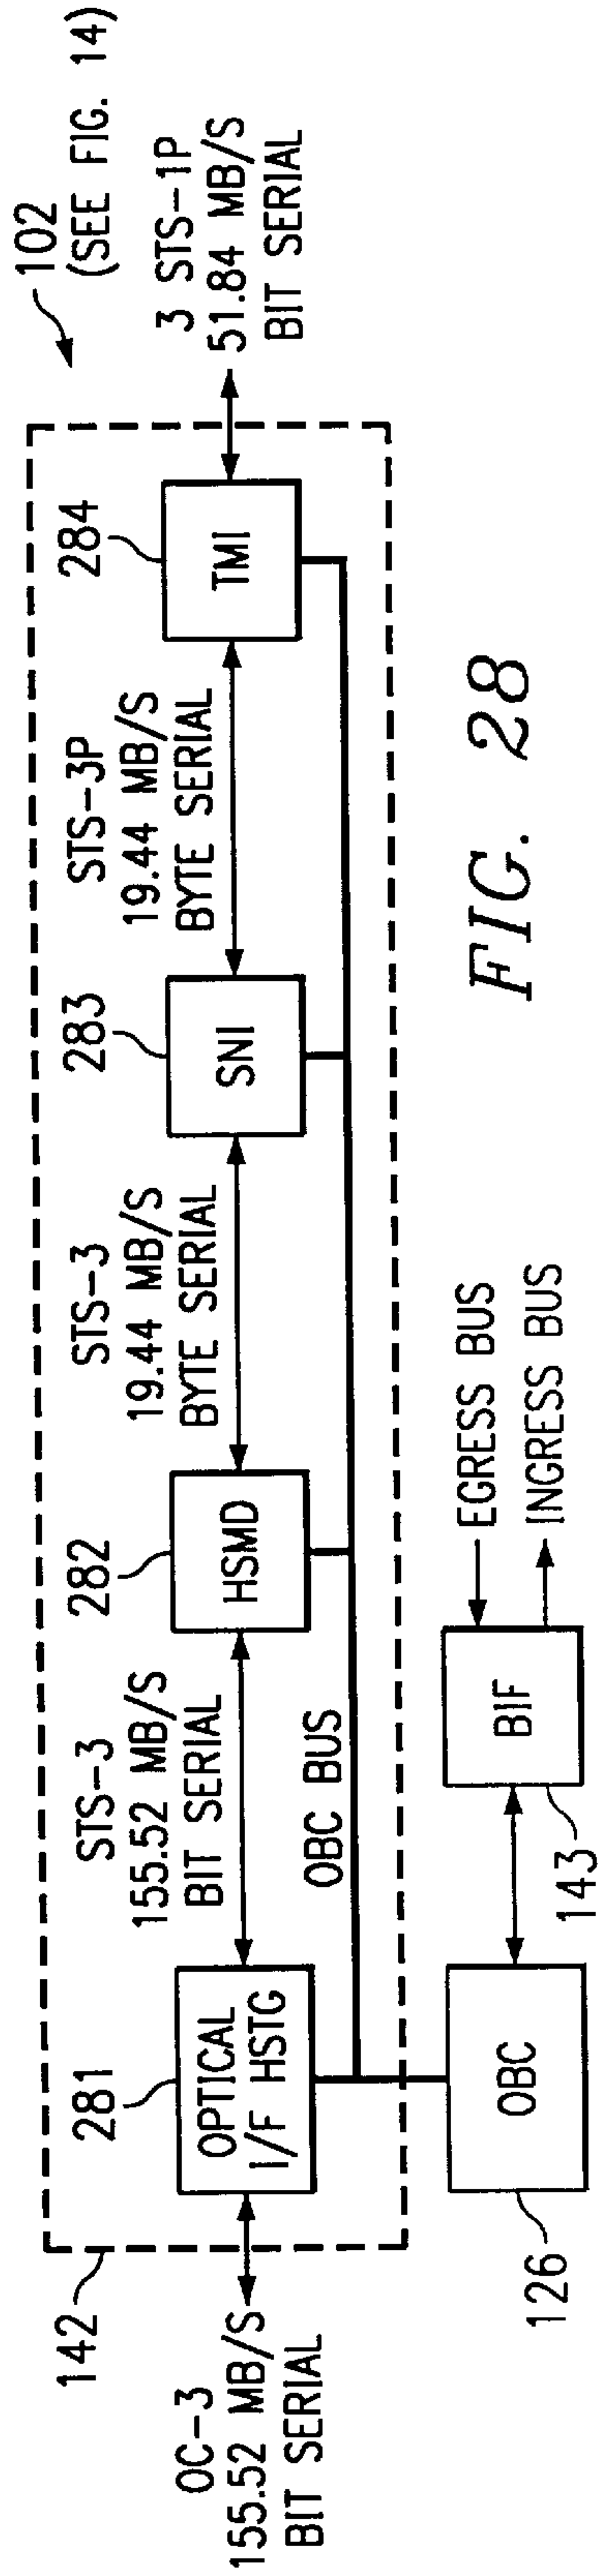 102
(SEE FIG. 14)
142
OC-3
155.52 MB/S
BIT SERIAL
281
OPTICAL
I/F HSTG
STS-3
155.52 MB/S
BIT SERIAL
282
HSMD
STS-3
19.44 MB/S
BYTE SERIAL
283
SNI
STS-3P
19.44 MB/S
BYTE SERIAL
284
TMI
3 STS-1P
51.84 MB/S
BIT SERIAL
OBC BUS
126
OBC
143
BIF
EGRESS BUS
INGRESS BUS
FIG. 28